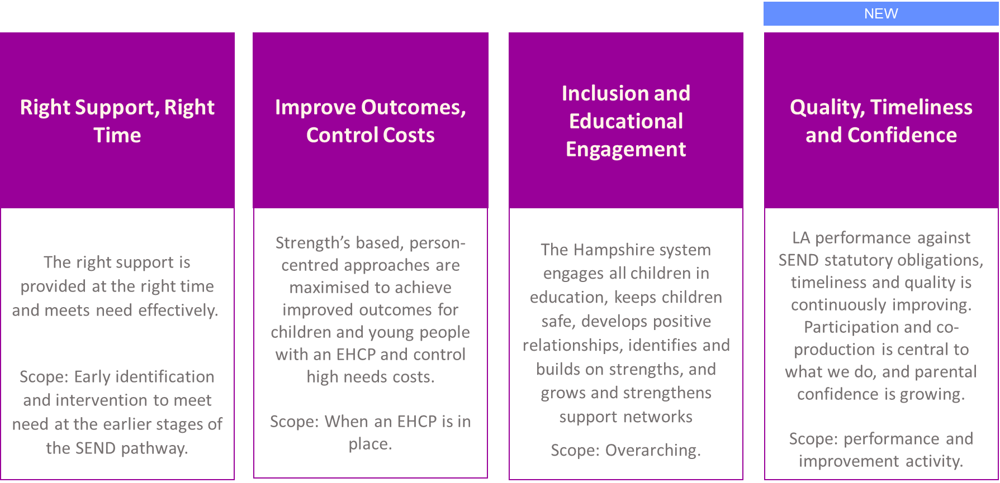 NEW
Right Support, Right
Time
The right support is
provided at the right time
and meets need effectively.
Scope: Early identification
and intervention to meet
need at the earlier stages of
the SEND pathway.
Improve Outcomes,
Control Costs
Strength’s based, person-
centred approaches are
maximised to achieve
improved outcomes for
children and young people
with an EHCP and control
high needs costs.
Scope: When an EHCP is in
place.
Inclusion and
Educational
Engagement
The Hampshire system
engages all children in
education, keeps children
safe, develops positive
relationships, identifies and
builds on strengths, and
grows and strengthens
support networks
Scope: Overarching.
Quality, Timeliness
and Confidence
LA performance against
SEND statutory obligations,
timeliness and quality is
continuously improving.
Participation and co-
production is central to
what we do, and parental
confidence is growing.
Scope: performance and
improvement activity.